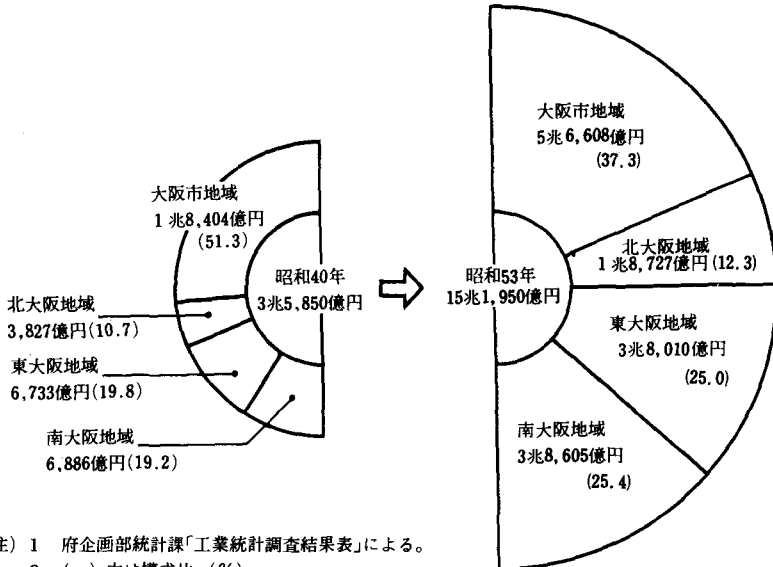 大阪市地域
1兆8,404億円
(51.3)
北大阪地域
3,827億円(10.7)
東大阪地域
6,733億円(19.8)
南大阪地域
6,886億円(19.2)
昭和40年
3兆5,850億円
昭和53年
15兆1,950億円
大阪市地域
5兆6,608億円
(37.3)
北大阪地域
1兆8,727億円(12.3)
東大阪地域
3兆8,010億円
(25.0)
南大阪地域
3兆8,605億円
(25.4)
注) 1 府企画部統計課「工業統計調査結果表」による。